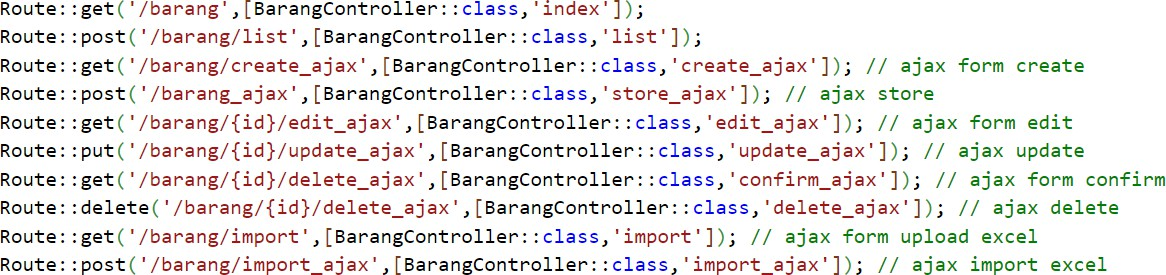 Route::get('/barang',[BarangController::class,'index']);
Route::post('/barang/list',[BarangController::class,'list']);
Route::get('/barang/create_ajax',[BarangController::class,'create_ajax']); // ajax form create
Route::post('/barang_ajax',[BarangController::class,'store_ajax']); // ajax store
Route::get('/barang/{id}/edit_ajax',[BarangController::class,'edit_ajax']); // ajax form edit
Route::put('/barang/{id}/update_ajax',[BarangController::class,'update_ajax']); // ajax update
Route::get('/barang/{id}/delete_ajax',[BarangController::class,'confirm_ajax']); // ajax form confirm
Route::delete('/barang/{id}/delete_ajax',[BarangController::class,'delete_ajax']); // ajax delete
Route::get('/barang/import',[BarangController::class,'import']); // ajax form upload excel
Route::post('/barang/import_ajax',[BarangController::class,'import_ajax']); // ajax import excel